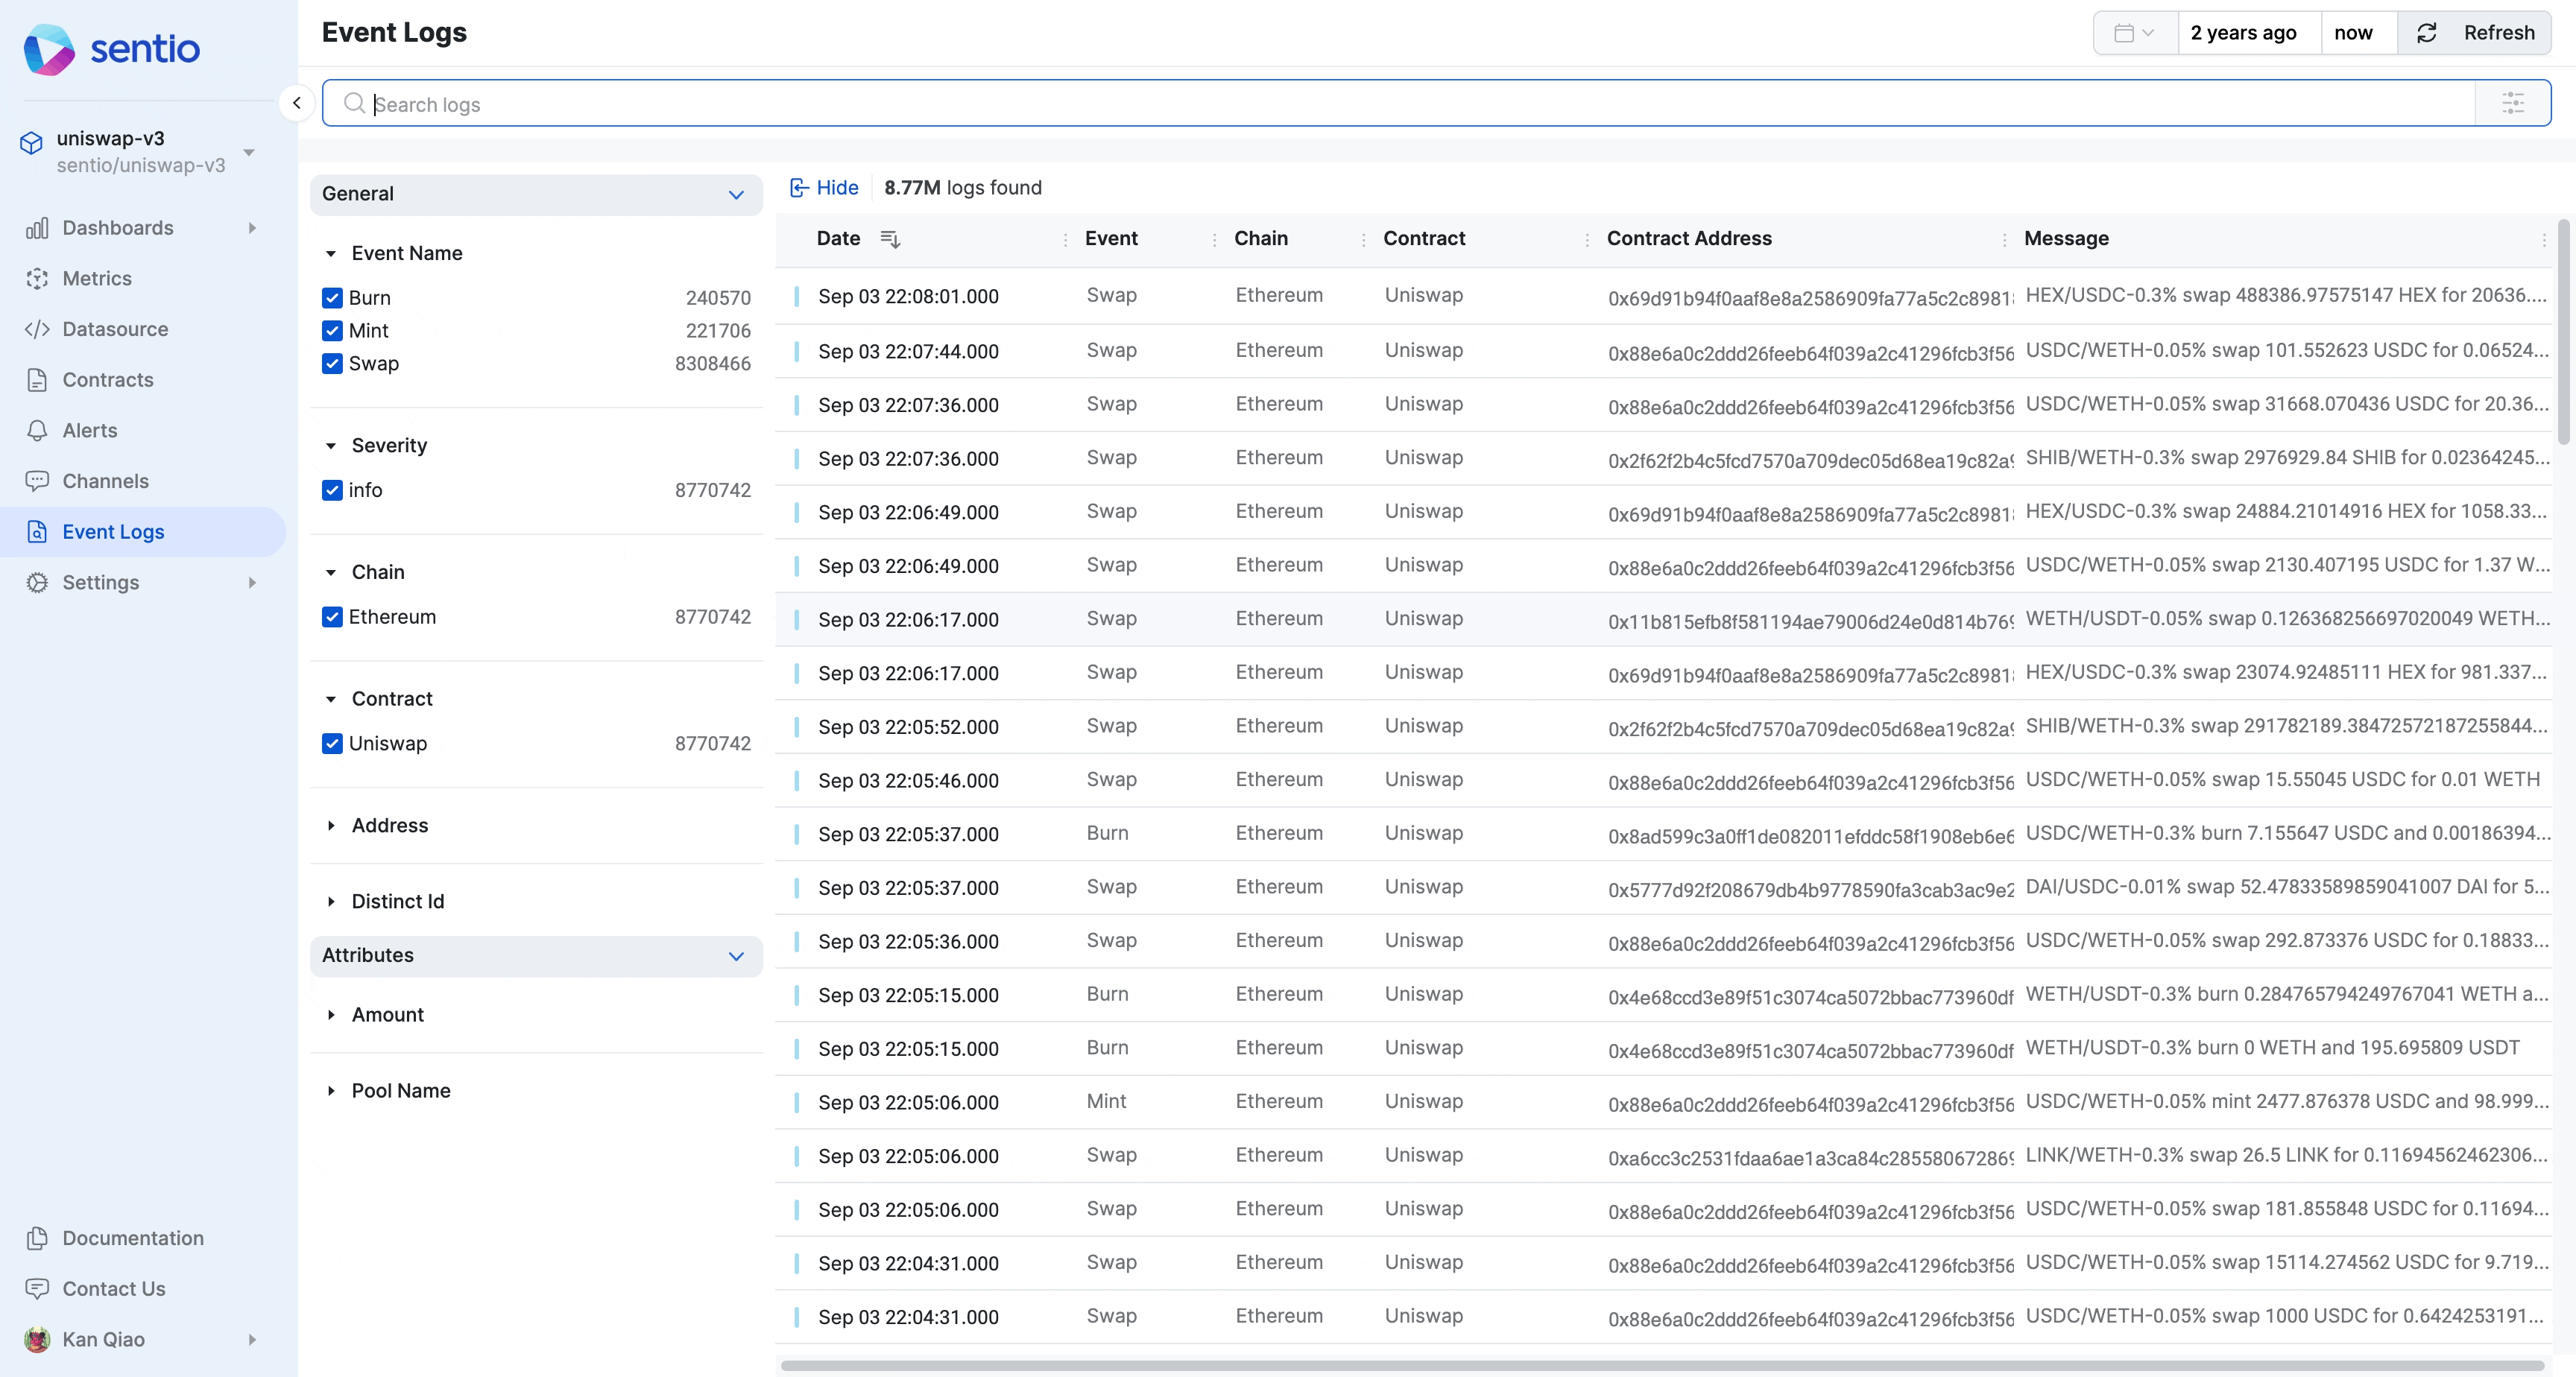 sentio
uniswap-v3
sentio/uniswap-v3
Dashboards
Metrics
Datasource
Contracts
Alerts
Channels
Event Logs
Settings
Documentation
Contact Us
Kan Qiao
Event Logs
2 years ago now Refresh
Search logs
General
Event Name
Burn 240570
Mint 221706
Swap 8308466
Severity
info 8770742
Chain
Ethereum 8770742
Contract
Uniswap 8770742
Address
Distinct Id
Attributes
Amount
Pool Name
Hide 8.77M logs found
Date Event Chain Contract Contract Address Message
Sep 03 22:08:01.000 Swap Ethereum Uniswap 0x69d91b94f0aaf8e8a2586909fa77a5c2c8981 HEX/USDC-0.3% swap 488386.97575147 HEX for 20636....
Sep 03 22:07:44.000 Swap Ethereum Uniswap 0x88e6a0c2ddd26feeb64f039a2c41296fcb3f56 USDC/WETH-0.05% swap 101.552623 USDC for 0.06524...
Sep 03 22:07:36.000 Swap Ethereum Uniswap 0x88e6a0c2ddd26feeb64f039a2c41296fcb3f56 USDC/WETH-0.05% swap 31668.070436 USDC for 20.36...
Sep 03 22:07:36.000 Swap Ethereum Uniswap 0x2f62f2b4c5fcd7570a709dec05d68ea19c82a9 SHIB/WETH-0.3% swap 2976929.84 SHIB for 0.02364245...
Sep 03 22:06:49.000 Swap Ethereum Uniswap 0x69d91b94f0aaf8e8a2586909fa77a5c2c8981 HEX/USDC-0.3% swap 24884.21014916 HEX for 1058.33...
Sep 03 22:06:49.000 Swap Ethereum Uniswap 0x88e6a0c2ddd26feeb64f039a2c41296fcb3f56 USDC/WETH-0.05% swap 2130.407195 USDC for 1.37 W...
Sep 03 22:06:17.000 Swap Ethereum Uniswap 0x11b815efb8f581194ae79006d24e0d814b769 WETH/USDT-0.05% swap 0.126368256697020049 WETH...
Sep 03 22:06:17.000 Swap Ethereum Uniswap 0x69d91b94f0aaf8e8a2586909fa77a5c2c8981 HEX/USDC-0.3% swap 23074.92485111 HEX for 981.337...
Sep 03 22:05:52.000 Swap Ethereum Uniswap 0x2f62f2b4c5fcd7570a709dec05d68ea19c82a9 SHIB/WETH-0.3% swap 291782189.38472572187255844...
Sep 03 22:05:46.000 Swap Ethereum Uniswap 0x88e6a0c2ddd26feeb64f039a2c41296fcb3f56 USDC/WETH-0.05% swap 15.55045 USDC for 0.01 WETH
Sep 03 22:05:37.000 Burn Ethereum Uniswap 0x8ad599c3a0ff1de082011efddc58f1908eb6e6 USDC/WETH-0.3% burn 7.155647 USDC and 0.00186394...
Sep 03 22:05:37.000 Swap Ethereum Uniswap 0x5777d92f208679db4b9778590fa3cab3ac9e2 DAI/USDC-0.01% swap 52.47833589859041007 DAI for 5...
Sep 03 22:05:36.000 Swap Ethereum Uniswap 0x88e6a0c2ddd26feeb64f039a2c41296fcb3f56 USDC/WETH-0.05% swap 292.873376 USDC for 0.18833...
Sep 03 22:05:15.000 Burn Ethereum Uniswap 0x4e68ccd3e89f51c3074ca5072bbac773960df WETH/USDT-0.3% burn 0.284765794249767041 WETH a...
Sep 03 22:05:15.000 Burn Ethereum Uniswap 0x4e68ccd3e89f51c3074ca5072bbac773960df WETH/USDT-0.3% burn 0 WETH and 195.695809 USDT
Sep 03 22:05:06.000 Mint Ethereum Uniswap 0x88e6a0c2ddd26feeb64f039a2c41296fcb3f56 USDC/WETH-0.05% mint 2477.876378 USDC and 98.999...
Sep 03 22:05:06.000 Swap Ethereum Uniswap 0xa6cc3c2531fdaa6ae1a3ca84c285580672869 LINK/WETH-0.3% swap 26.5 LINK for 0.11694562462306...
Sep 03 22:05:06.000 Swap Ethereum Uniswap 0x88e6a0c2ddd26feeb64f039a2c41296fcb3f56 USDC/WETH-0.05% swap 181.855848 USDC for 0.11694...
Sep 03 22:04:31.000 Swap Ethereum Uniswap 0x88e6a0c2ddd26feeb64f039a2c41296fcb3f56 USDC/WETH-0.05% swap 15114.274562 USDC for 9.719...
Sep 03 22:04:31.000 Swap Ethereum Uniswap 0x88e6a0c2ddd26feeb64f039a2c41296fcb3f56 USDC/WETH-0.05% swap 1000 USDC for 0.6424253191...